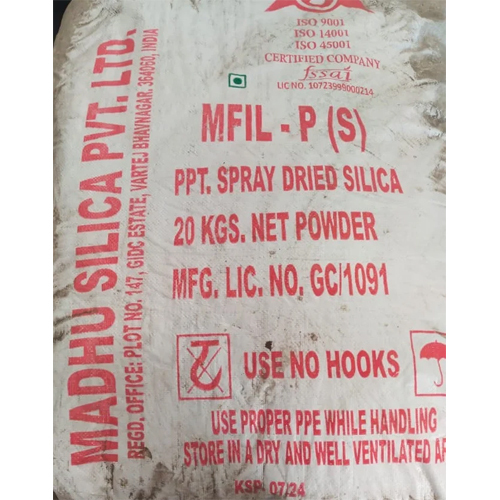 ISO 9001
ISO 14001
ISO 45001
CERTIFIED COMPANY
fssai
LIC NO. 10723999000214
MFIL - P (S)
PPT. SPRAY DRIED SILICA
20 KGS. NET POWDER
MFG. LIC. NO. GC/1091
USE NO HOOKS
USE PROPER PPE WHILE HANDLING
STORE IN A DRY AND WELL VENTILATED
KSP 07/24
MADHU SILICA PVT. LTD.
REGD. OFFICE: PLOT NO. 147, GIDC ESTATE, VARTEJ BHAVNAGAR. 364060, INDIA